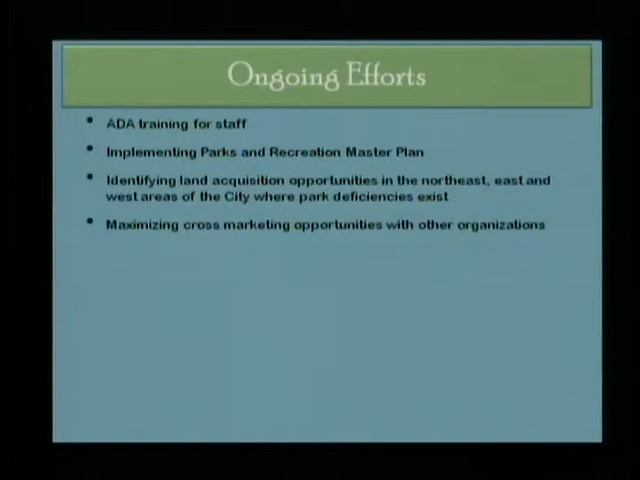 Ongoing Efforts
• ADA training for staff
• Implementing Parks and Recreation Master Plan
• Identifying land acquisition opportunities in the northeast, east and
west areas of the City where park deficiencies exist
• Maximizing cross marketing opportunities with other organizations